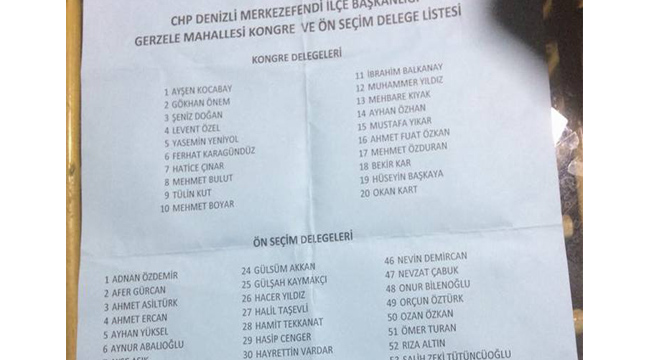 CHP DENİZLİ MERKEZEFENDİ İLÇE BAŞKANLIĞI
GERZELE MAHALLESİ KONGRE VE ÖN SEÇİM DELEGE LİSTESİ
KONGRE DELEGELERİ
1 AYŞEN KOCABAY
2 GÖKHAN ÖNEM
3 ŞENİZ DOĞAN
4 LEVENT ÖZEL
5 YASEMİN YENİYOL
6 FERHAT KARAGÜNDÜZ
7 HATİCE ÇINAR
8 MEHMET BULUT
9 TÜLİN KUT
10 MEHMET BOYAR
11 İBRAHİM BALKANAY
12 MUHAMMER YILDIZ
13 MEHBARE KIYAK
14 AYHAN ÖZHAN
15 MUSTAFA YIKAR
16 AHMET FUAT ÖZKAN
17 MEHMET ÖZDURAN
18 BEKİR KAR
19 HÜSEYİN BAŞKAYA
20 OKAN KART
ÖN SEÇİM DELEGELERİ
1 ADNAN ÖZDEMİR
2 AFER GÜRCAN
3 AHMET ASİLTÜRK
4 AHMET ERCAN
5 AYHAN YÜKSEL
6 AYNUR ABALIOĞLU
24 GÜLSÜM AKKAN
25 GÜLŞAH KAYMAKÇI
26 HACER YILDIZ
27 HALİL TAŞEVLİ
28 HAMİT TEKKANAT
29 HASİP CENGER
30 HAYRETTİN VARDAR
46 NEVİN DEMİRCAN
47 NEVZAT ÇABUK
48 ONUR BİLENOĞLU
49 ORÇUN ÖZTÜRK
50 OZAN ÖZKAN
51 ÖMER TURAN
52 RIZA ALTIN
53 SALİH ZEKİ TÜTÜNCÜOĞLU